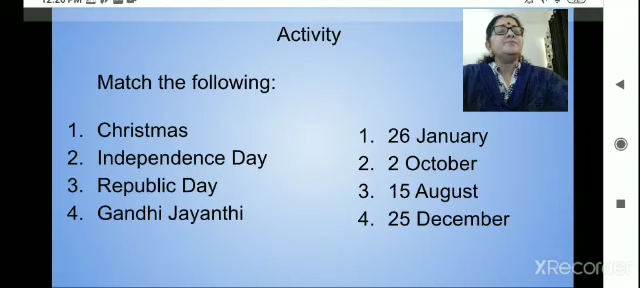 Activity
Match the following:
1. Christmas
2. Independence Day
3. Republic Day
4. Gandhi Jayanthi
1. 26 January
2. 2 October
3. 15 August
4. 25 December
XRecorder